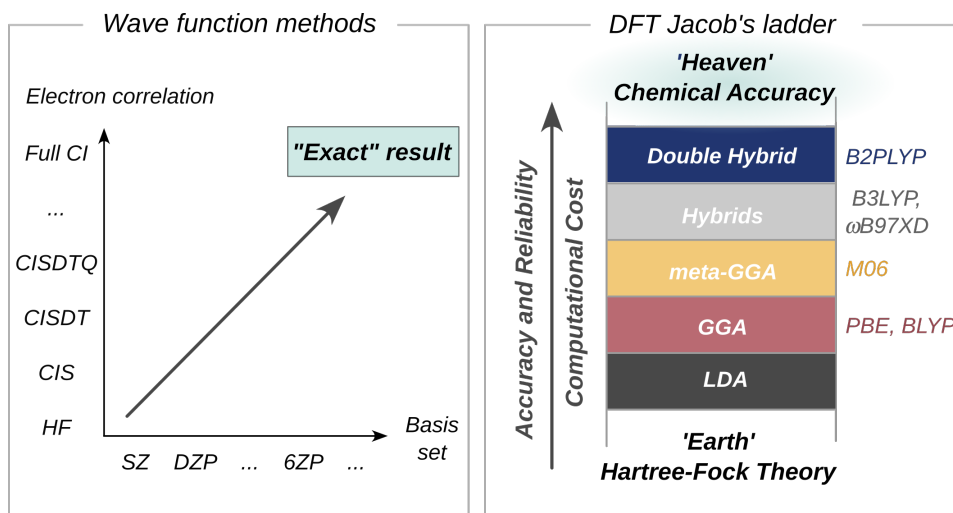 Wave function methods
Electron correlation
Full CI
...
CISDTQ
CISDT
CIS
HF
"Exact" result
SZ
DZP
...
6ZP
...
Basis
set
DFT Jacob's ladder
'Heaven'
Chemical Accuracy
Accuracy and Reliability
Computational Cost
Double Hybrid
B2PLYP
Hybrids
B3LYP,
ωB97XD
meta-GGA
M06
GGA
PBE, BLYP
LDA
'Earth'
Hartree-Fock Theory